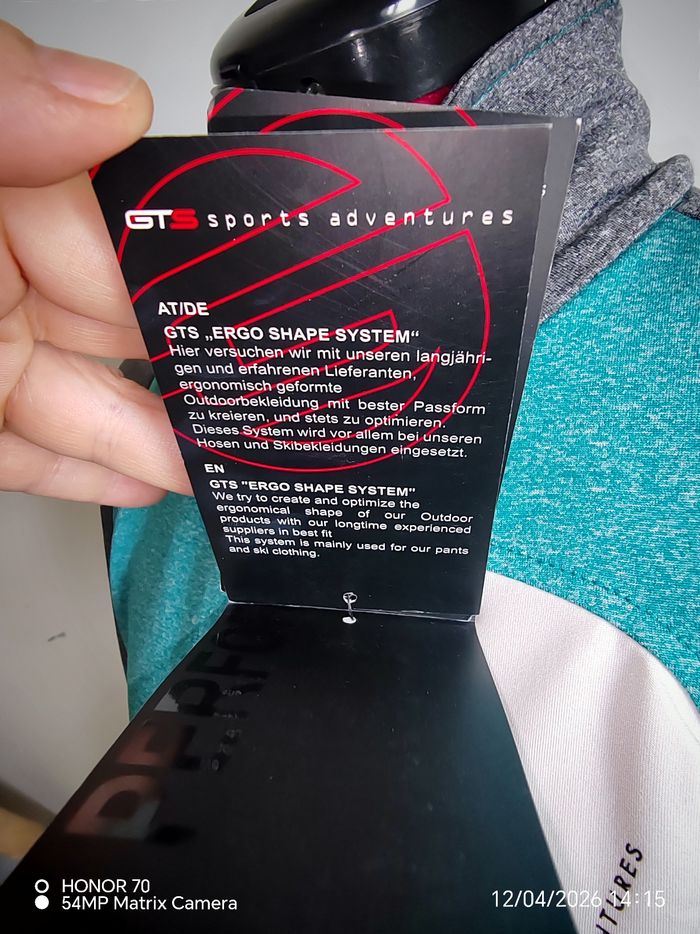 GTS sports adventures
AT/DE
GTS „ERGO SHAPE SYSTEM“
Hier versuchen wir mit unseren langjähri-
gen und erfahrenen Lieferanten,
ergonomisch geformte
Outdoorbekleidung mit bester Passform
zu kreieren, und stets zu optimieren.
Dieses System wird vor allem bei unseren
Hosen und Skibekleidungen eingesetzt.
EN
GTS "ERGO SHAPE SYSTEM"
We try to create and optimize the
ergonomical shape of our Outdoor
products with our longtime experienced
suppliers in best fit
This system is mainly used for our pants
and ski clothing.
PERFO
NTURES
HONOR 70
54MP Matrix Camera
12/04/2026 14:15